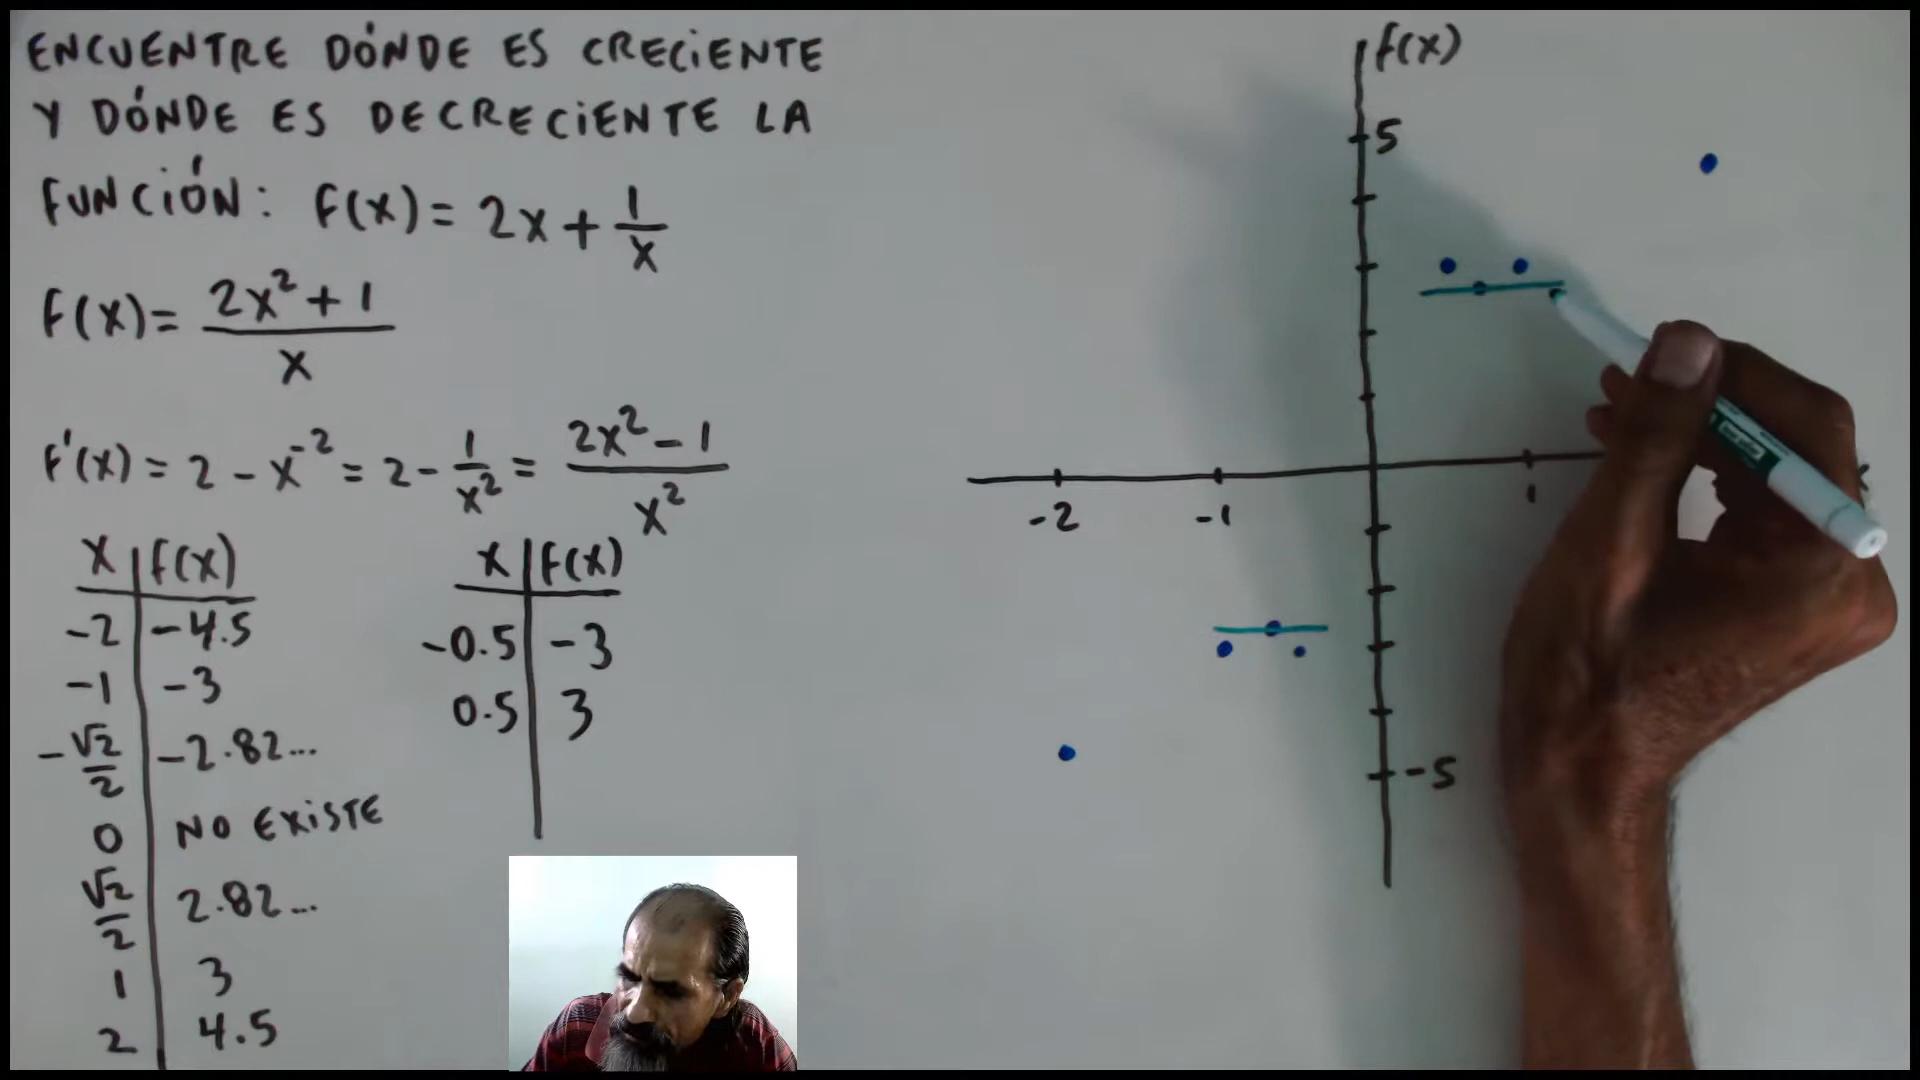 ENCUENTRE DÓNDE ES CRECiENTE
Y DÓNDE ES DECRECiENTE LA
FUNCiÓN: F(X) = 2X + 1/X
F(X) = (2X² + 1)/X
F'(X) = 2 - X⁻² = 2 - 1/X² = (2X² - 1)/X²
X | F(X)
-2 | -4.5
-1 | -3
-√2/2 | -2.82...
0 | NO EXiSTE
√2/2 | 2.82...
1 | 3
2 | 4.5
X | F(X)
-0.5 | -3
0.5 | 3
F(X)
5
-2 -1 1
-5